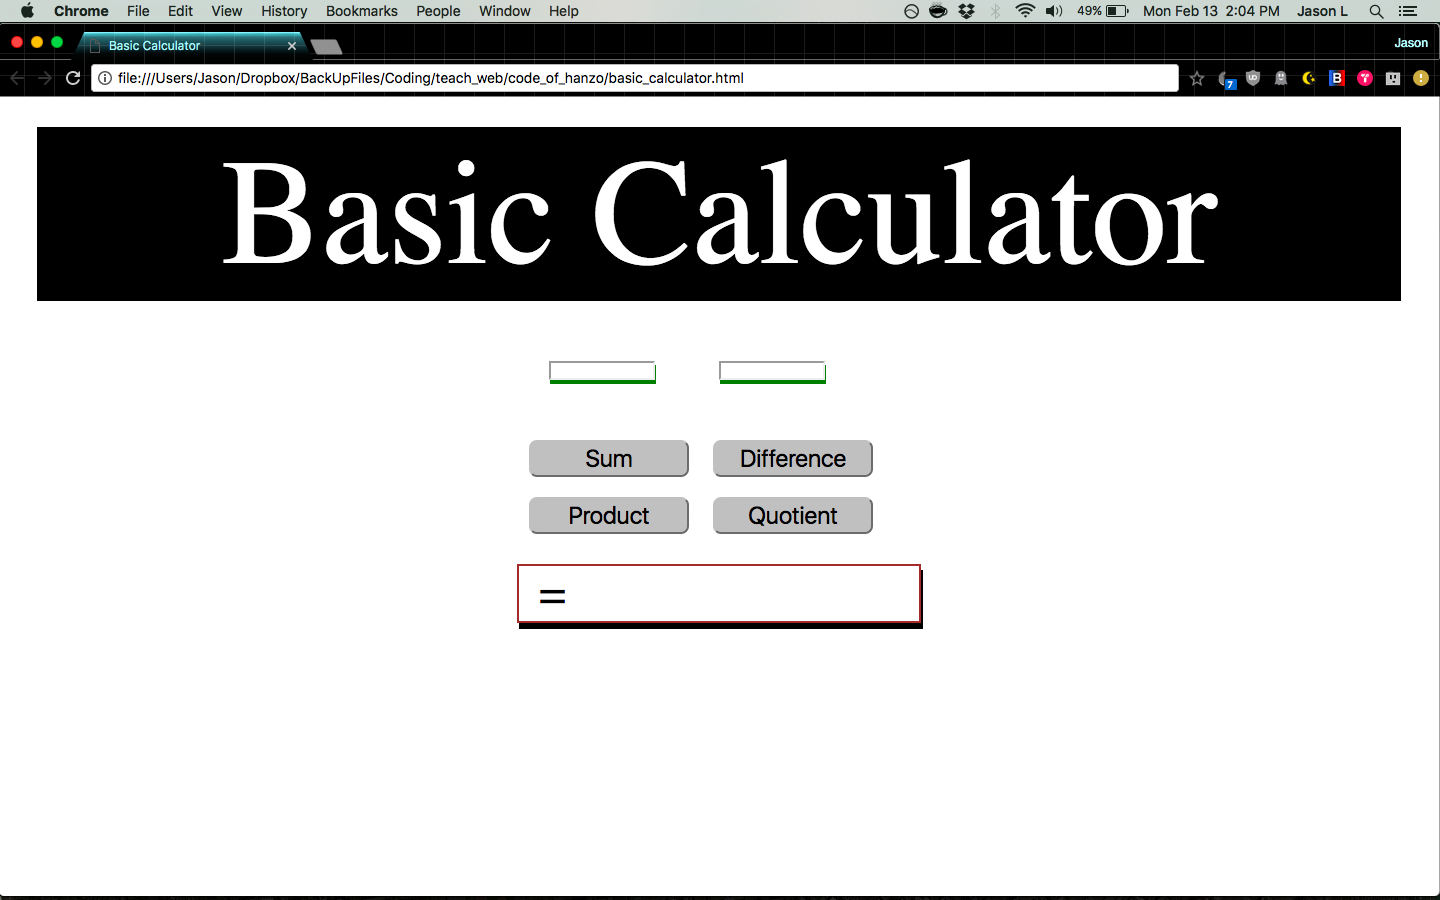 Chrome File Edit View History Bookmarks People Window Help 49% Mon Feb 13 2:04 PM Jason L
Basic Calculator Jason
file:///Users/Jason/Dropbox/BackUpFiles/Coding/teach_web/code_of_hanzo/basic_calculator.html 7 UD B
Basic Calculator
Sum Difference
Product Quotient
=